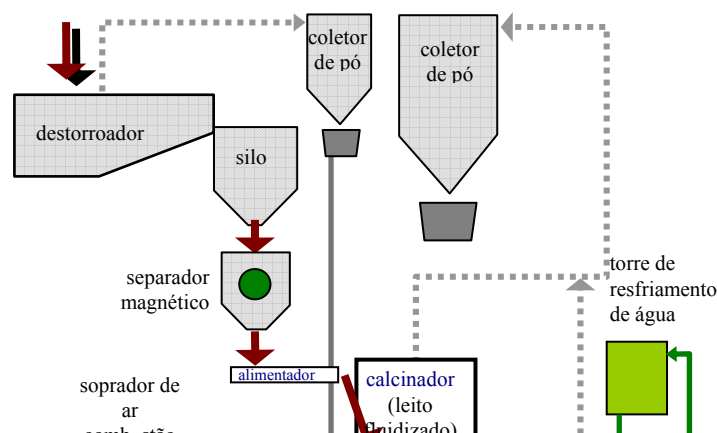 coletor
de pó
coletor
de pó
destorroador
silo
separador
magnético
torre de
resfriamento
de água
alimentador
calcinador
(leito
fluidizado)
soprador de
ar